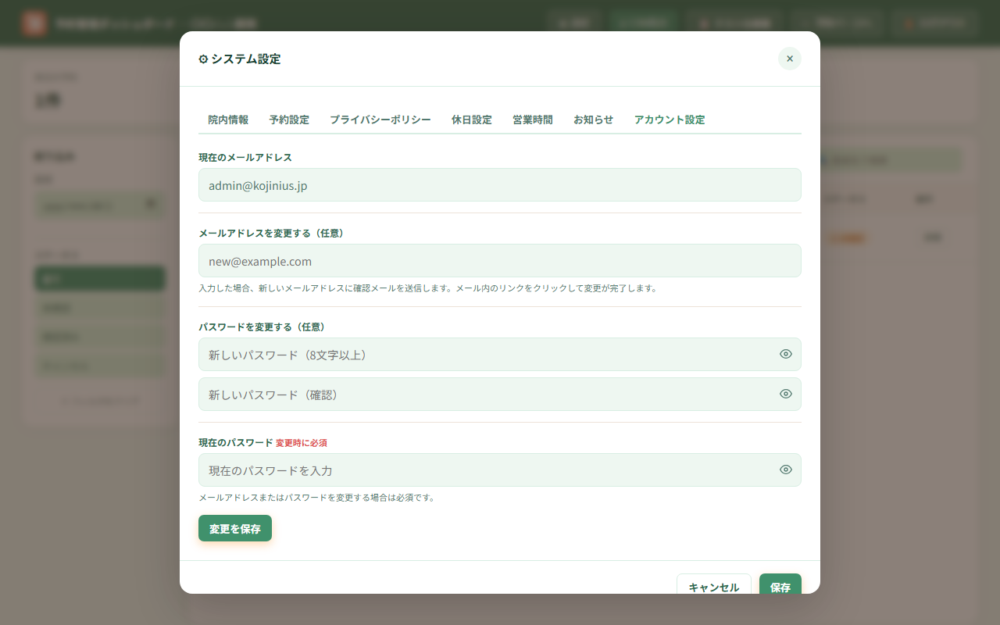 ⚙ システム設定
×
院内情報 予約設定 プライバシーポリシー 休日設定 営業時間 お知らせ アカウント設定
現在のメールアドレス
admin@kojinius.jp
メールアドレスを変更する（任意）
new@example.com
入力した場合、新しいメールアドレスに確認メールを送信します。メール内のリンクをクリックして変更が完了します。
パスワードを変更する（任意）
新しいパスワード（8文字以上）
新しいパスワード（確認）
現在のパスワード 変更時に必須
現在のパスワードを入力
メールアドレスまたはパスワードを変更する場合は必須です。
変更を保存
キャンセル 保存